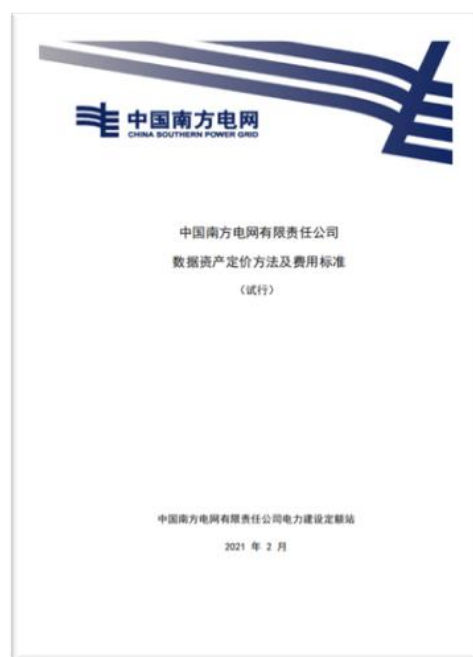 中国南方电网
CHINA SOUTHERN POWER GRID
中国南方电网有限责任公司
数据资产定价方法及费用标准
（试行）
中国南方电网有限责任公司电力建设定额站
2021 年 2 月